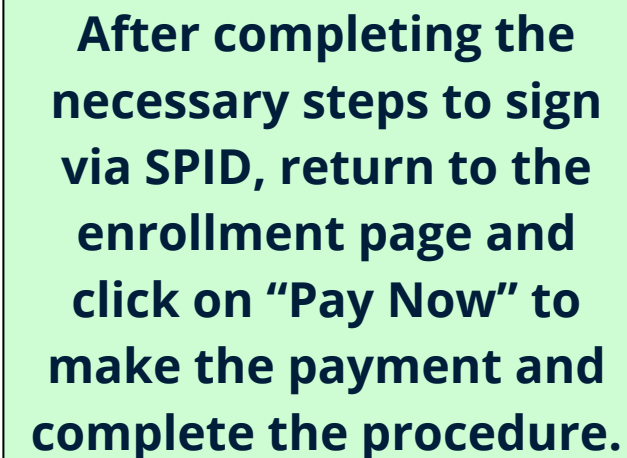 After completing the
necessary steps to sign
via SPID, return to the
enrollment page and
click on “Pay Now” to
make the payment and
complete the procedure.